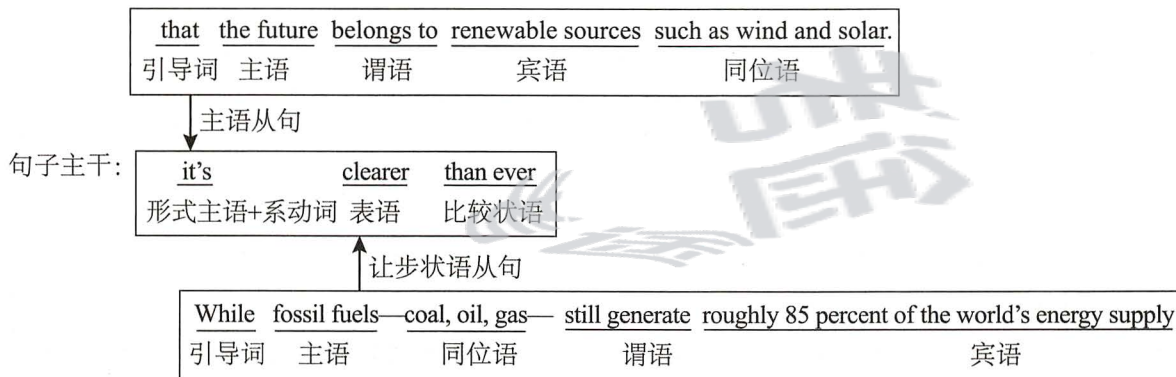 that the future belongs to renewable sources such as wind and solar.
引导词 主语 谓语 宾语 同位语
主语从句
句子主干: it's clearer than ever
形式主语+系动词 表语 比较状语
让步状语从句
While fossil fuels—coal, oil, gas— still generate roughly 85 percent of the world's energy supply
引导词 主语 同位语 谓语 宾语